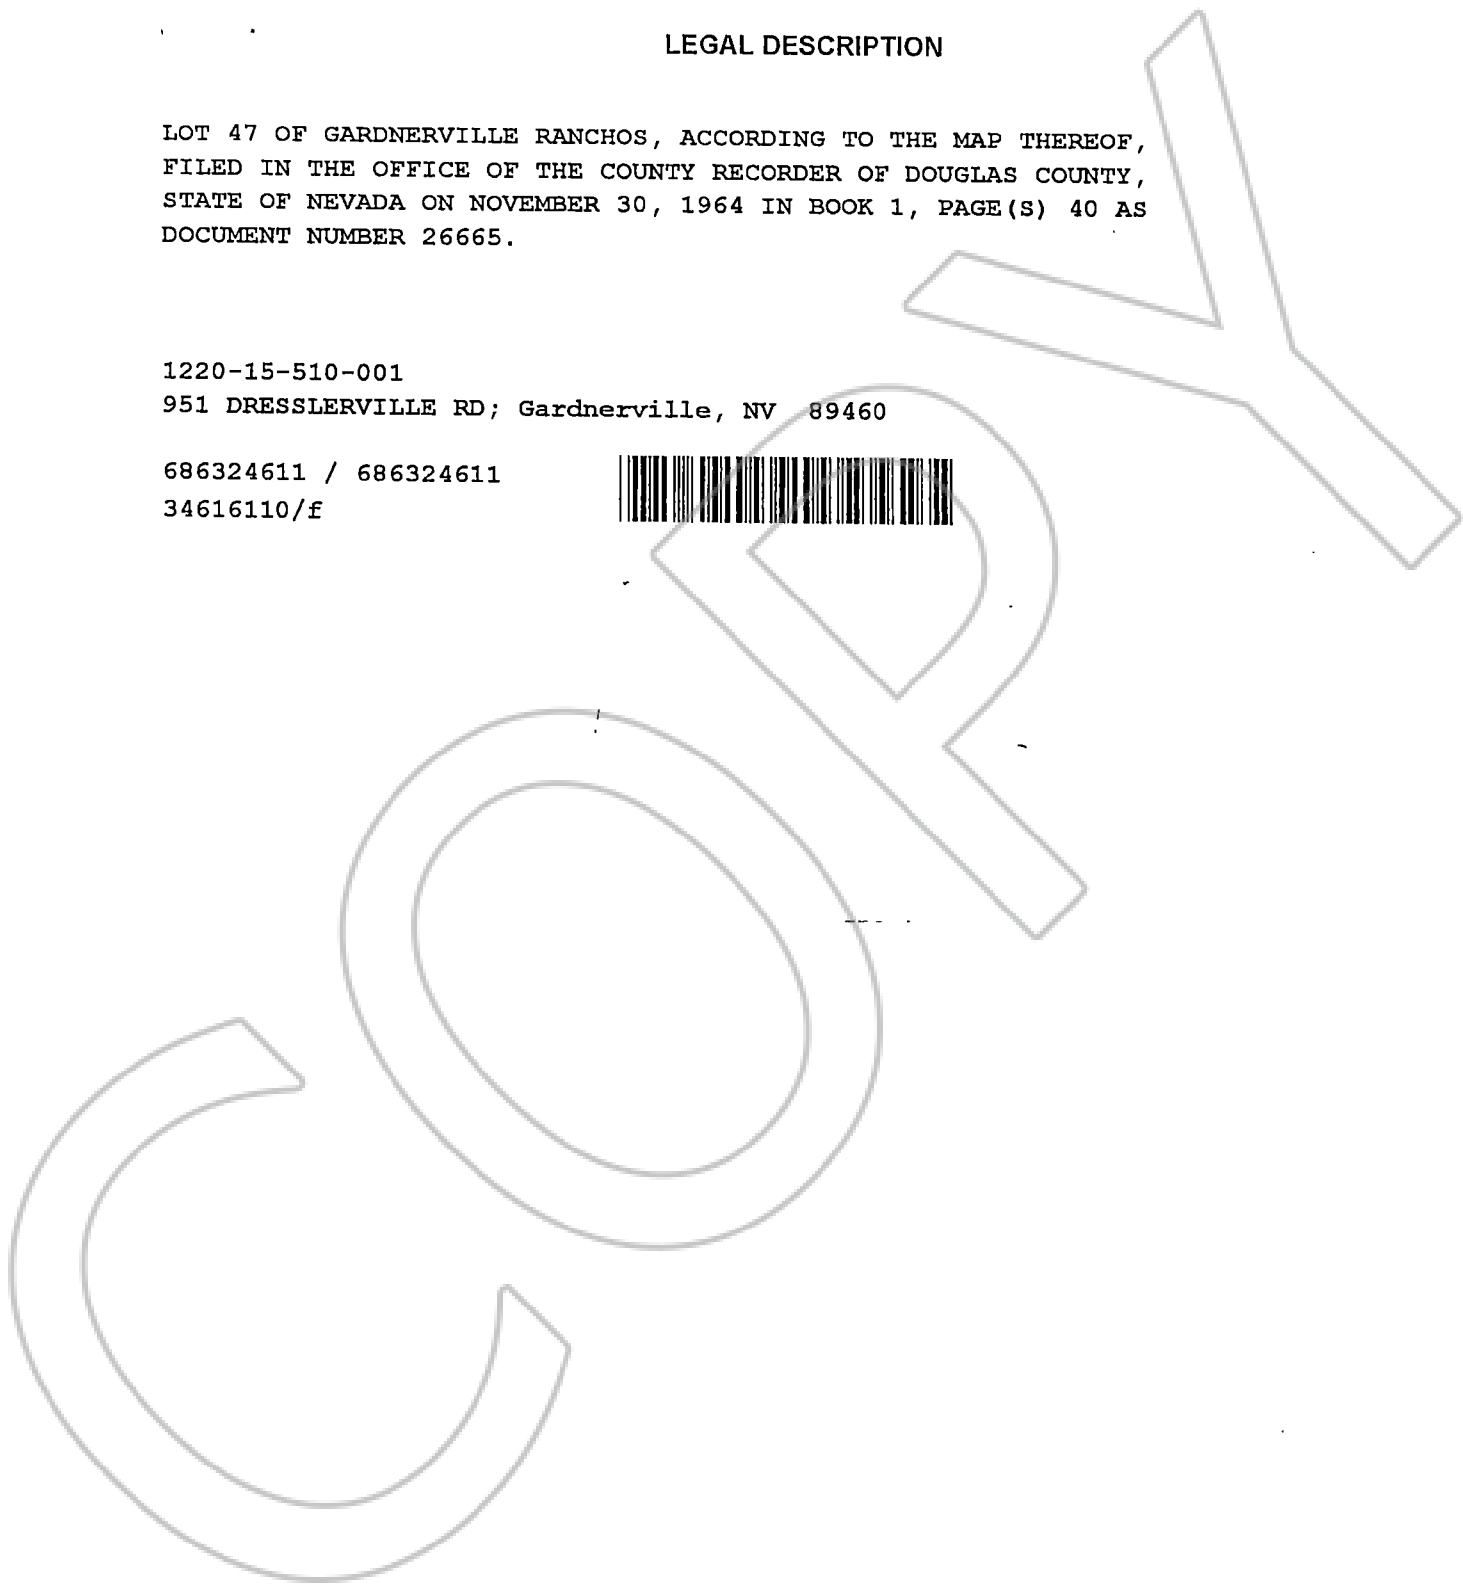 LEGAL DESCRIPTION
LOT 47 OF GARDNERVILLE RANCHOS, ACCORDING TO THE MAP THEREOF,
FILED IN THE OFFICE OF THE COUNTY RECORDER OF DOUGLAS COUNTY,
STATE OF NEVADA ON NOVEMBER 30, 1964 IN BOOK 1, PAGE(S) 40 AS
DOCUMENT NUMBER 26665.
1220-15-510-001
951 DRESSLERVILLE RD; Gardnerville, NV 89460
686324611 / 686324611
34616110/f
COPY